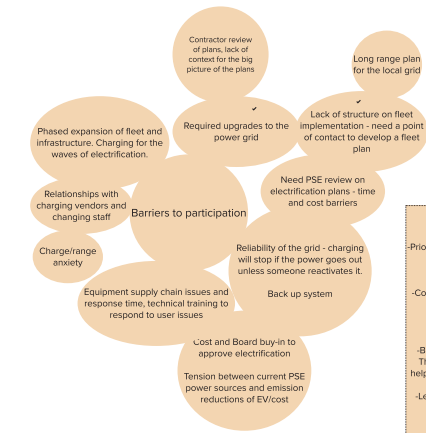 Contractor review
of plans, lack of
context for the big
picture of the plans
Long range plan
for the local grid
Required upgrades to the
power grid
Lack of structure on fleet
implementation - need a point
of contact to develop a fleet
plan
Phased expansion of fleet and
infrastructure. Charging for the
waves of electrification.
Need PSE review on
electrification plans - time
and cost barriers
Relationships with
charging vendors and
changing staff
Barriers to participation
Charge/range
anxiety
Reliability of the grid - charging
will stop if the power goes out
unless someone reactivates it.
Back up system
Equipment supply chain issues and
response time, technical training to
respond to user issues
Cost and Board buy-in to
approve electrification
Tension between current PSE
power sources and emission
reductions of EV/cost